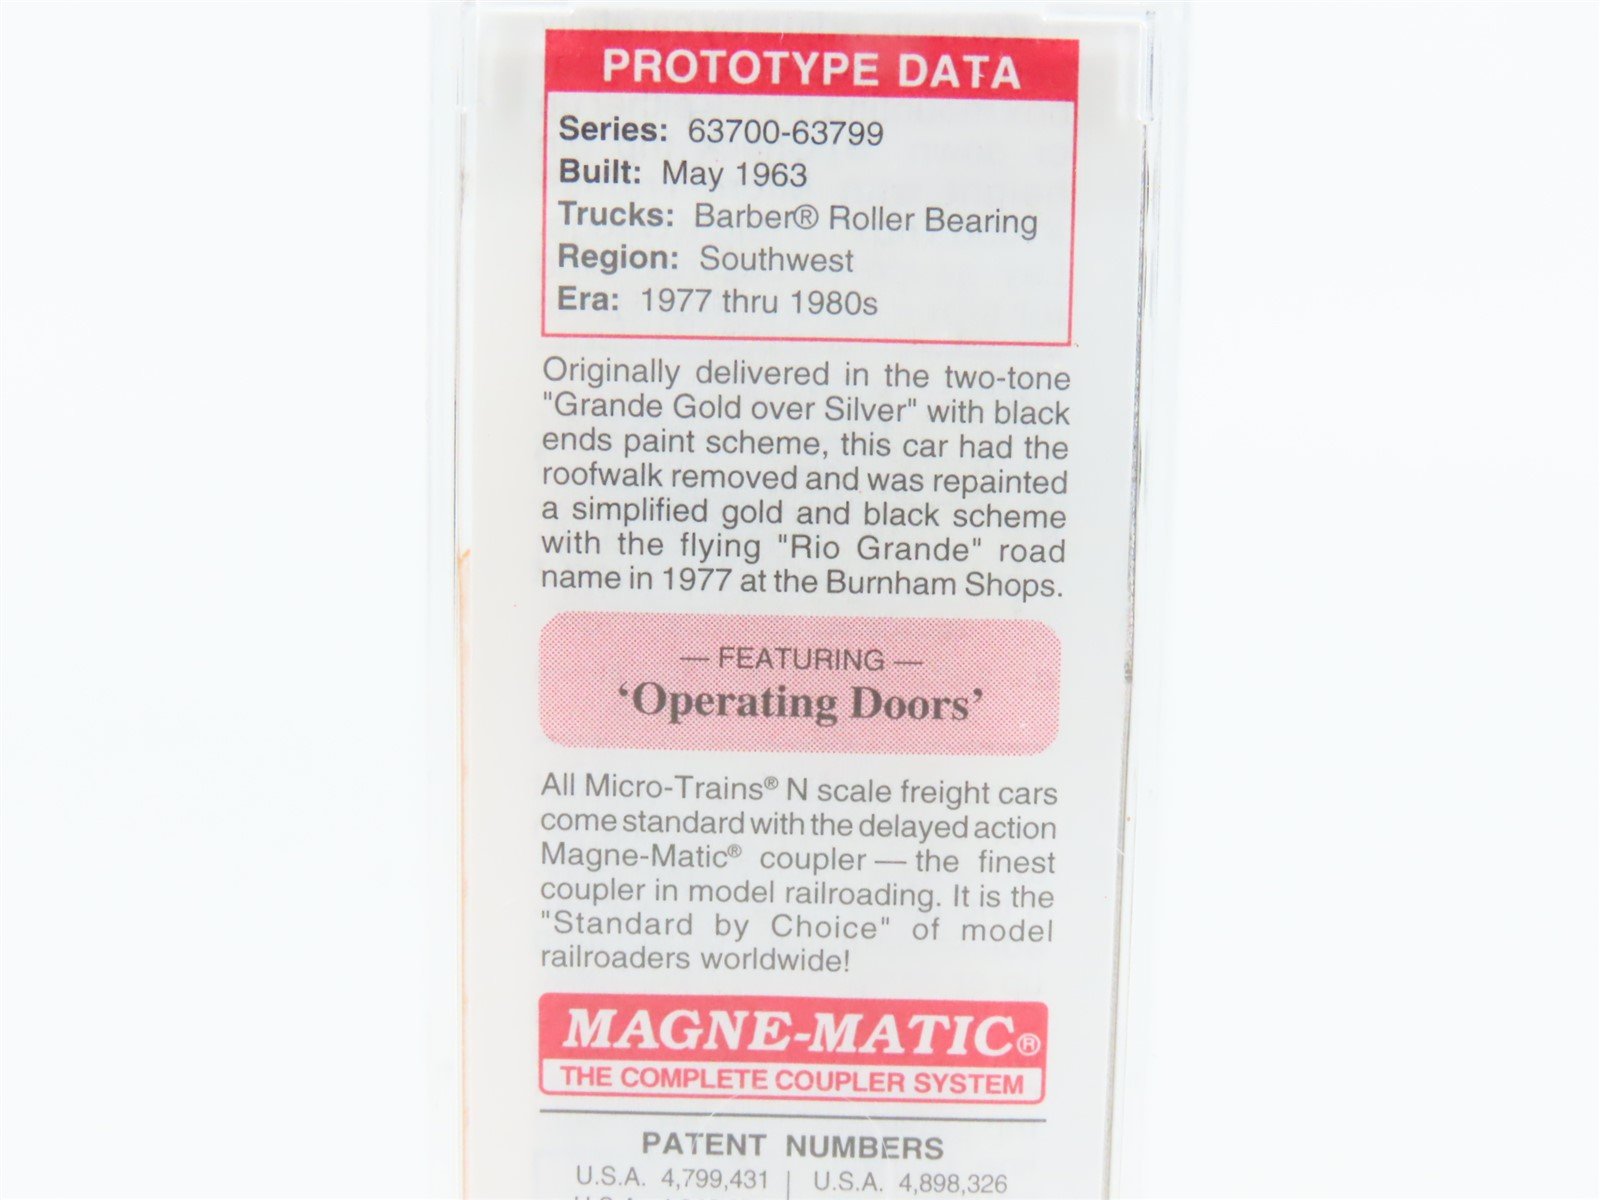 PROTOTYPE DATA
Series: 63700-63799
Built: May 1963
Trucks: Barber® Roller Bearing
Region: Southwest
Era: 1977 thru 1980s
Originally delivered in the two-tone
"Grande Gold over Silver" with black
ends paint scheme, this car had the
roofwalk removed and was repainted
a simplified gold and black scheme
with the flying "Rio Grande" road
name in 1977 at the Burnham Shops.
— FEATURING —
‘Operating Doors’
All Micro-Trains® N scale freight cars
come standard with the delayed action
Magne-Matic® coupler — the finest
coupler in model railroading. It is the
"Standard by Choice" of model
railroaders worldwide!
MAGNE-MATIC®
THE COMPLETE COUPLER SYSTEM
PATENT NUMBERS
U.S.A. 4,799,431 | U.S.A. 4,898,326